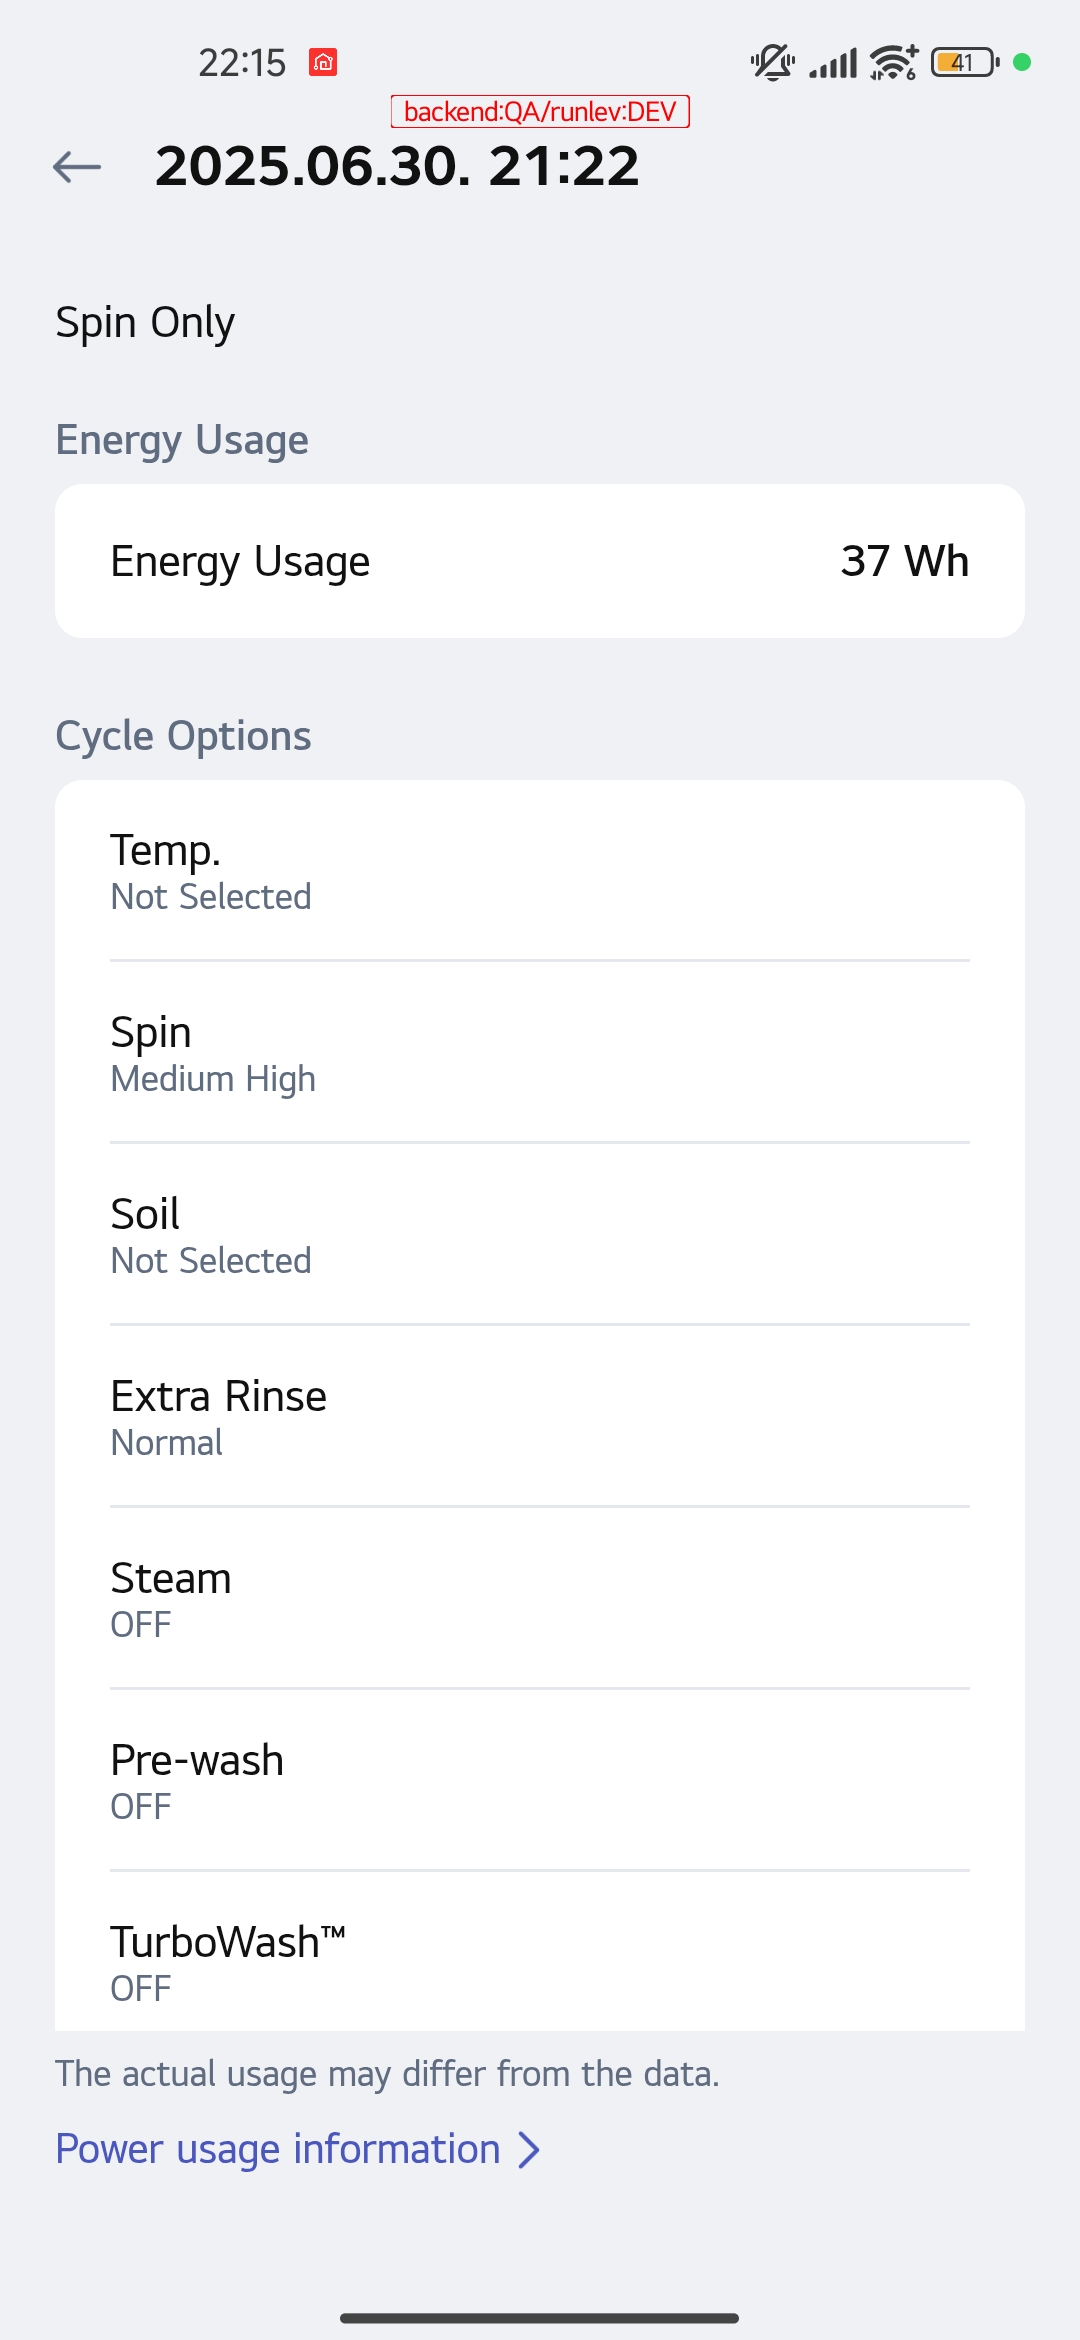 22:15
41
backend:QA/runlev:DEV
2025.06.30. 21:22
Spin Only
Energy Usage
Energy Usage 37 Wh
Cycle Options
Temp.
Not Selected
Spin
Medium High
Soil
Not Selected
Extra Rinse
Normal
Steam
OFF
Pre-wash
OFF
TurboWash™
OFF
The actual usage may differ from the data.
Power usage information